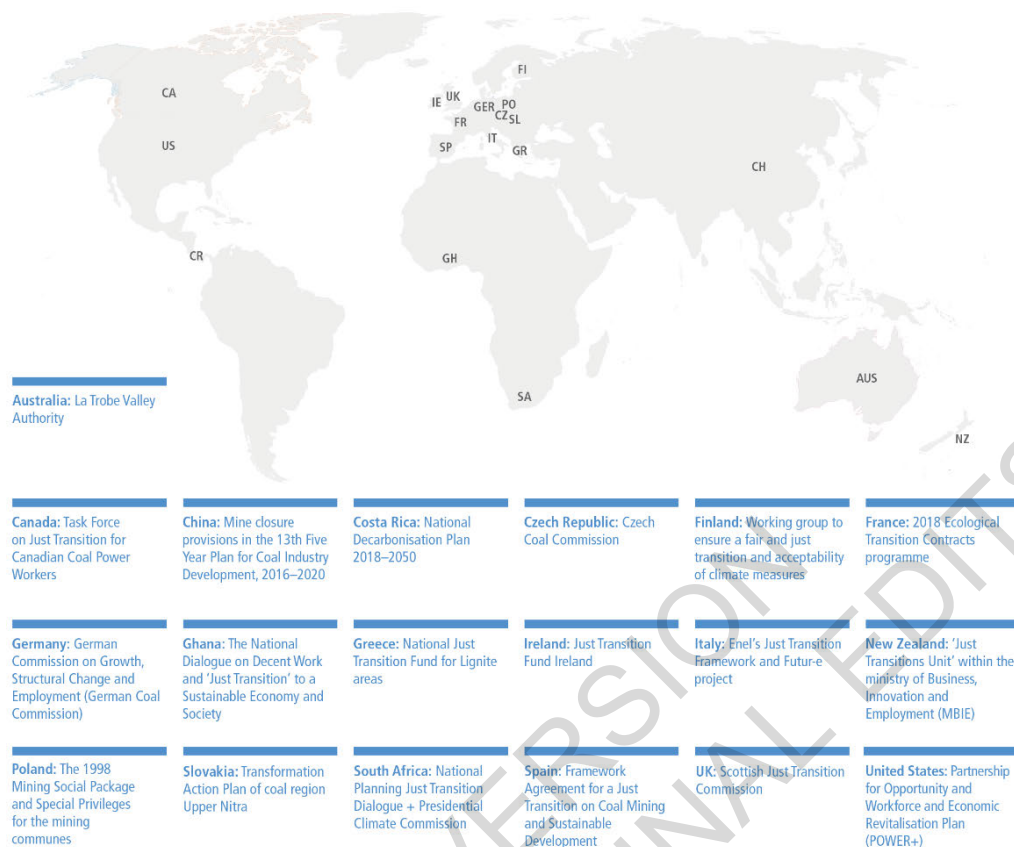 FI
CA
IE UK
GER PO
CZ SL
FR
US
IT
SP
GR
CH
CR
GH
AUS
SA
NZ
Australia: La Trobe Valley
Authority
Canada: Task Force
on Just Transition for
Canadian Coal Power
Workers
China: Mine closure
provisions in the 13th Five
Year Plan for Coal Industry
Development, 2016–2020
Costa Rica: National
Decarbonisation Plan
2018–2050
Czech Republic: Czech
Coal Commission
Finland: Working group to
ensure a fair and just
transition and acceptability
of climate measures
France: 2018 Ecological
Transition Contracts
programme
Germany: German
Commission on Growth,
Structural Change and
Employment (German Coal
Commission)
Ghana: The National
Dialogue on Decent Work
and 'Just Transition' to a
Sustainable Economy and
Society
Greece: National Just
Transition Fund for Lignite
areas
Ireland: Just Transition
Fund Ireland
Italy: Enel's Just Transition
Framework and Futur-e
project
New Zealand: 'Just
Transitions Unit' within the
ministry of Business,
Innovation and
Employment (MBIE)
Poland: The 1998
Mining Social Package
and Special Privileges
for the mining
communes
Slovakia: Transformation
Action Plan of coal region
Upper Nitra
South Africa: National
Planning Just Transition
Dialogue + Presidential
Climate Commission
Spain: Framework
Agreement for a Just
Transition on Coal Mining
and Sustainable
Development
UK: Scottish Just Transition
Commission
United States: Partnership
for Opportunity and
Workforce and Economic
Revitalisation Plan
(POWER+)
VERSION
NAL EDITS